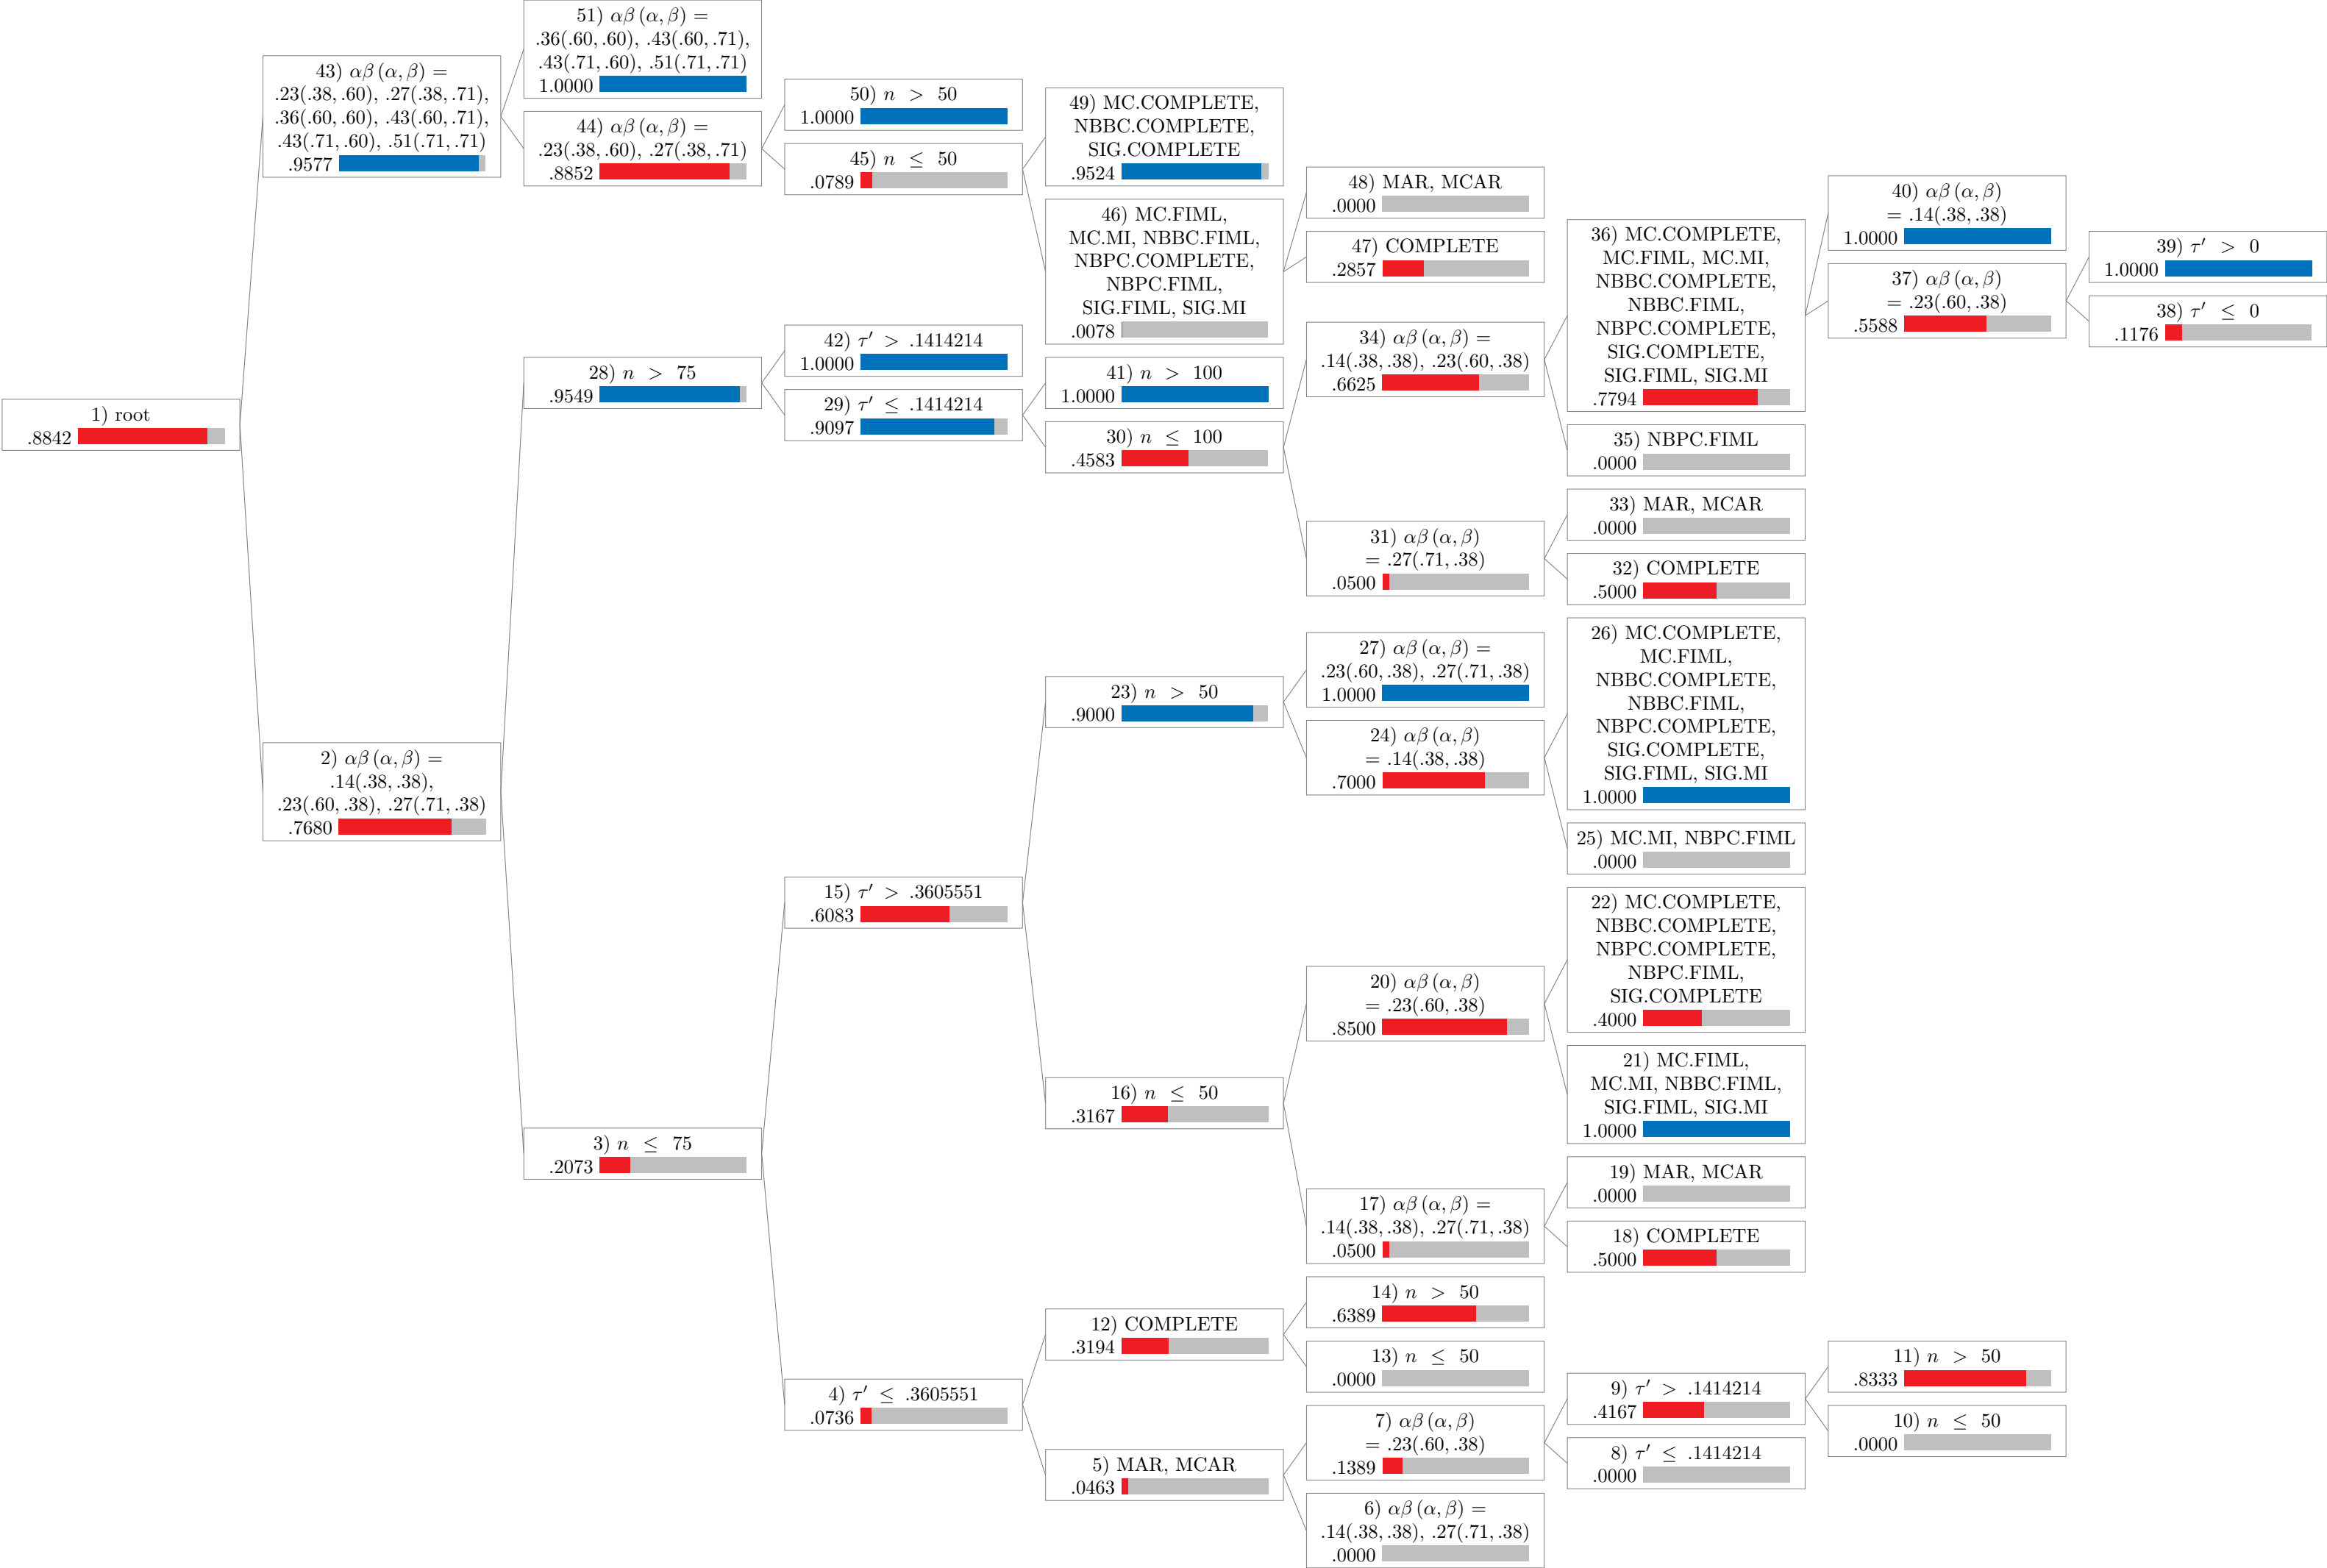 1) root
.8842
43) αβ (α, β) =
.23(.38, .60), .27(.38, .71),
.36(.60, .60), .43(.60, .71),
.43(.71, .60), .51(.71, .71)
.9577
2) αβ (α, β) =
.14(.38, .38),
.23(.60, .38), .27(.71, .38)
.7680
51) αβ (α, β) =
.36(.60, .60), .43(.60, .71),
.43(.71, .60), .51(.71, .71)
1.0000
44) αβ (α, β) =
.23(.38, .60), .27(.38, .71)
.8852
28) n > 75
.9549
3) n ≤ 75
.2073
50) n > 50
1.0000
45) n ≤ 50
.0789
42) τ′ > .1414214
1.0000
29) τ′ ≤ .1414214
.9097
15) τ′ > .3605551
.6083
4) τ′ ≤ .3605551
.0736
49) MC.COMPLETE,
NBBC.COMPLETE,
SIG.COMPLETE
.9524
46) MC.FIML,
MC.MI, NBBC.FIML,
NBPC.COMPLETE,
NBPC.FIML,
SIG.FIML, SIG.MI
.0078
41) n > 100
1.0000
30) n ≤ 100
.4583
23) n > 50
.9000
16) n ≤ 50
.3167
12) COMPLETE
.3194
5) MAR, MCAR
.0463
48) MAR, MCAR
.0000
47) COMPLETE
.2857
34) αβ (α, β) =
.14(.38, .38), .23(.60, .38)
.6625
31) αβ (α, β)
= .27(.71, .38)
.0500
27) αβ (α, β) =
.23(.60, .38), .27(.71, .38)
1.0000
24) αβ (α, β)
= .14(.38, .38)
.7000
20) αβ (α, β)
= .23(.60, .38)
.8500
17) αβ (α, β) =
.14(.38, .38), .27(.71, .38)
.0500
14) n > 50
.6389
13) n ≤ 50
.0000
7) αβ (α, β)
= .23(.60, .38)
.1389
6) αβ (α, β) =
.14(.38, .38), .27(.71, .38)
.0000
36) MC.COMPLETE,
MC.FIML, MC.MI,
NBBC.COMPLETE,
NBBC.FIML,
NBPC.COMPLETE,
SIG.COMPLETE,
SIG.FIML, SIG.MI
.7794
35) NBPC.FIML
.0000
33) MAR, MCAR
.0000
32) COMPLETE
.5000
26) MC.COMPLETE,
MC.FIML,
NBBC.COMPLETE,
NBBC.FIML,
NBPC.COMPLETE,
SIG.COMPLETE,
SIG.FIML, SIG.MI
1.0000
25) MC.MI, NBPC.FIML
.0000
22) MC.COMPLETE,
NBBC.COMPLETE,
NBPC.COMPLETE,
NBPC.FIML,
SIG.COMPLETE
.4000
21) MC.FIML,
MC.MI, NBBC.FIML,
SIG.FIML, SIG.MI
1.0000
19) MAR, MCAR
.0000
18) COMPLETE
.5000
9) τ′ > .1414214
.4167
8) τ′ ≤ .1414214
.0000
40) αβ (α, β)
= .14(.38, .38)
1.0000
37) αβ (α, β)
= .23(.60, .38)
.5588
11) n > 50
.8333
10) n ≤ 50
.0000
39) τ′ > 0
1.0000
38) τ′ ≤ 0
.1176